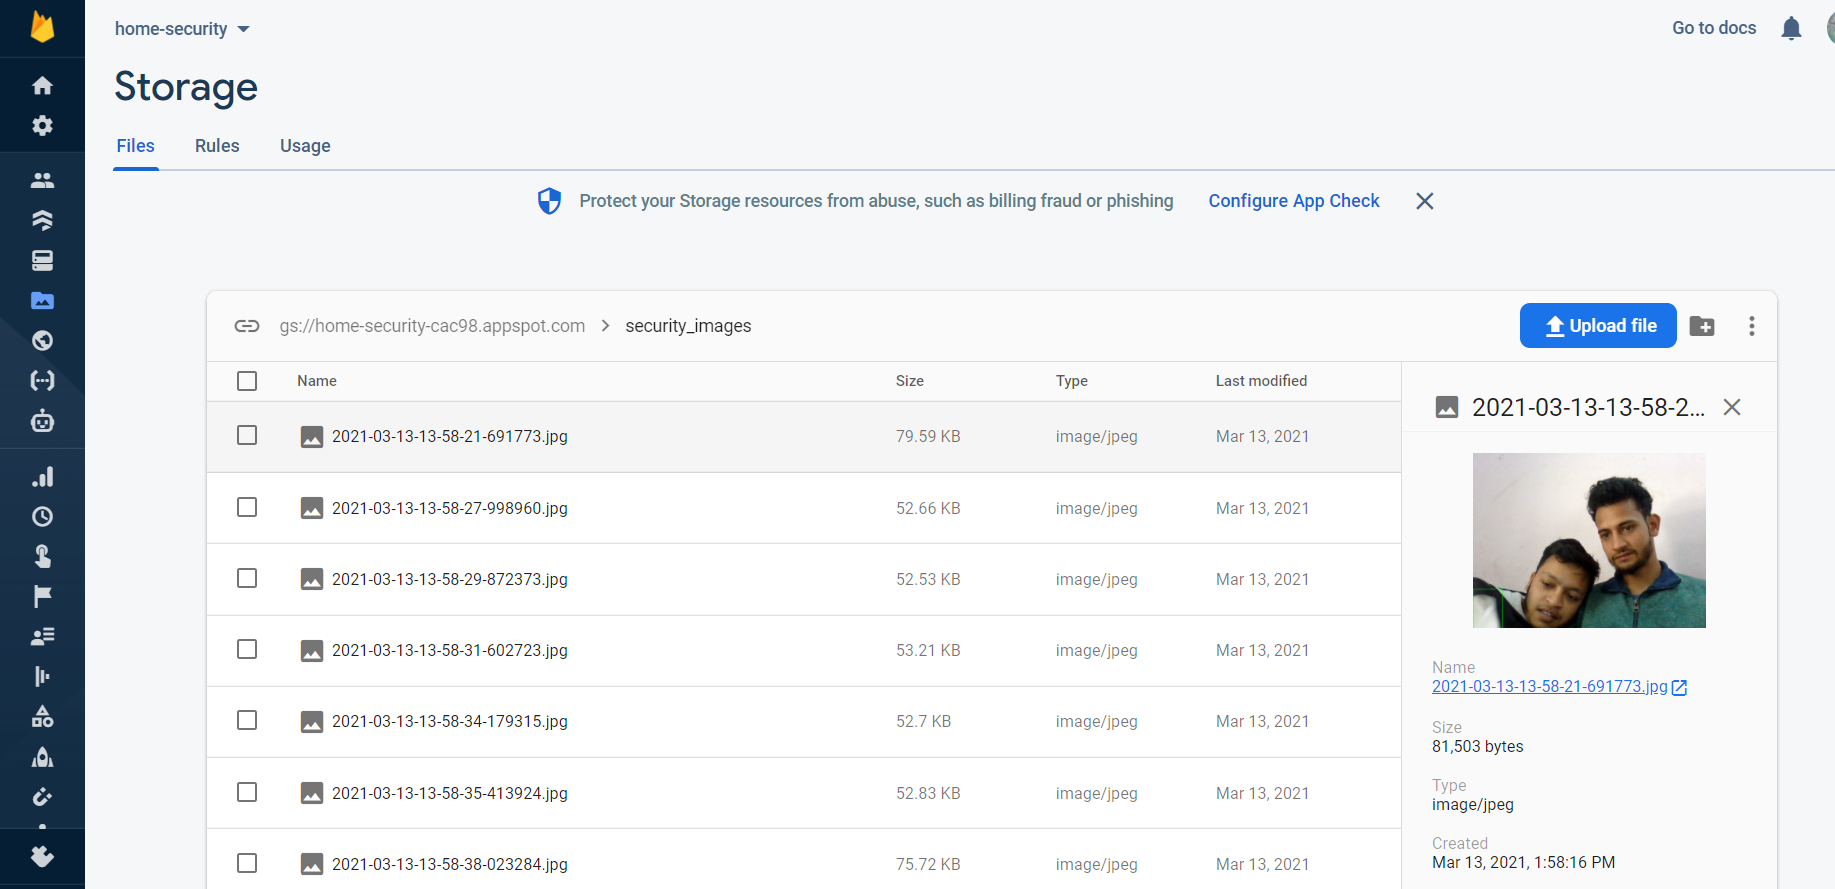 home-security
Go to docs
Storage
Files
Rules
Usage
Protect your Storage resources from abuse, such as billing fraud or phishing
Configure App Check
gs://home-security-cac98.appspot.com > security_images
Upload file
Name Size Type Last modified
2021-03-13-13-58-21-691773.jpg 79.59 KB image/jpeg Mar 13, 2021
2021-03-13-13-58-27-998960.jpg 52.66 KB image/jpeg Mar 13, 2021
2021-03-13-13-58-29-872373.jpg 52.53 KB image/jpeg Mar 13, 2021
2021-03-13-13-58-31-602723.jpg 53.21 KB image/jpeg Mar 13, 2021
2021-03-13-13-58-34-179315.jpg 52.7 KB image/jpeg Mar 13, 2021
2021-03-13-13-58-35-413924.jpg 52.83 KB image/jpeg Mar 13, 2021
2021-03-13-13-58-38-023284.jpg 75.72 KB image/jpeg Mar 13, 2021
2021-03-13-13-58-2...
Name
2021-03-13-13-58-21-691773.jpg
Size
81,503 bytes
Type
image/jpeg
Created
Mar 13, 2021, 1:58:16 PM